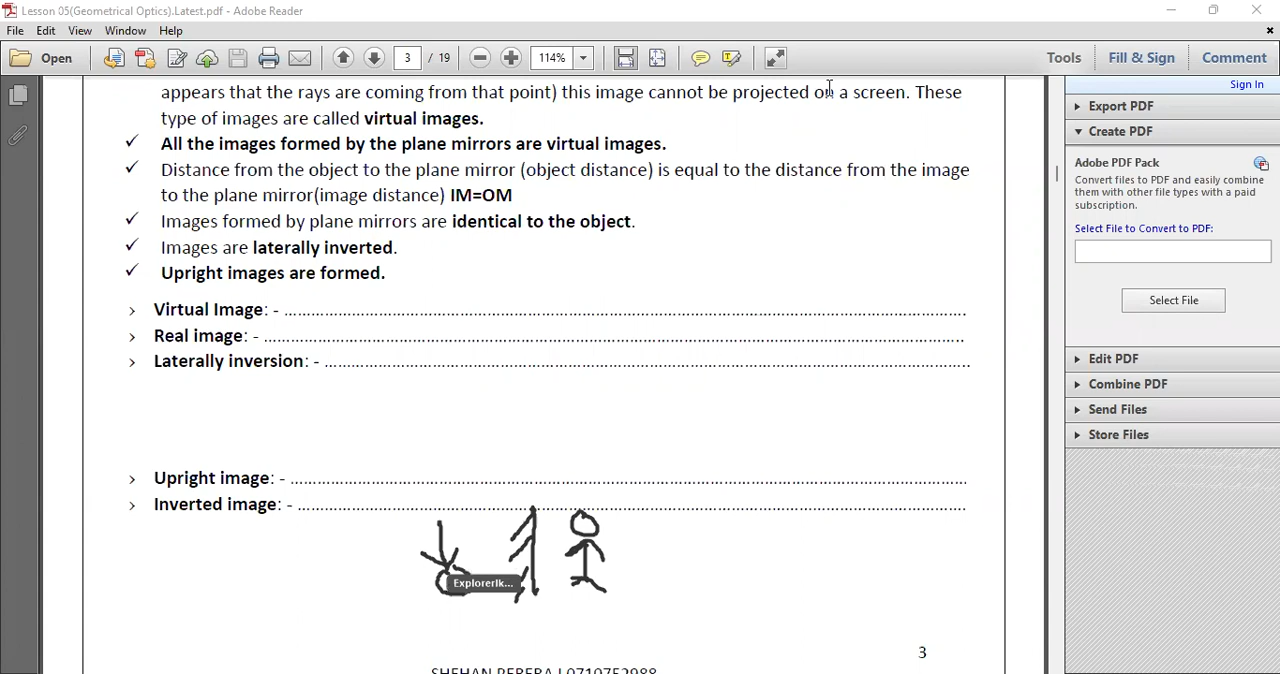 Lesson 05(Geometrical Optics).Latest.pdf - Adobe Reader
File Edit View Window Help
Open 3 / 19 114% Tools Fill & Sign Comment
appears that the rays are coming from that point) this image cannot be projected on a screen. These
type of images are called virtual images.
✓ All the images formed by the plane mirrors are virtual images.
✓ Distance from the object to the plane mirror (object distance) is equal to the distance from the image
to the plane mirror(image distance) IM=OM
✓ Images formed by plane mirrors are identical to the object.
✓ Images are laterally inverted.
✓ Upright images are formed.
› Virtual Image: - ........................................................................
› Real image: - ........................................................................
› Laterally inversion: - ........................................................................
› Upright image: - ........................................................................
› Inverted image: - ........................................................................
Explorerlk...
3
SHEHAN PERERA | 0710752988
Sign In
Export PDF
Create PDF
Adobe PDF Pack
Convert files to PDF and easily combine
them with other file types with a paid
subscription.
Select File to Convert to PDF:
Select File
Edit PDF
Combine PDF
Send Files
Store Files